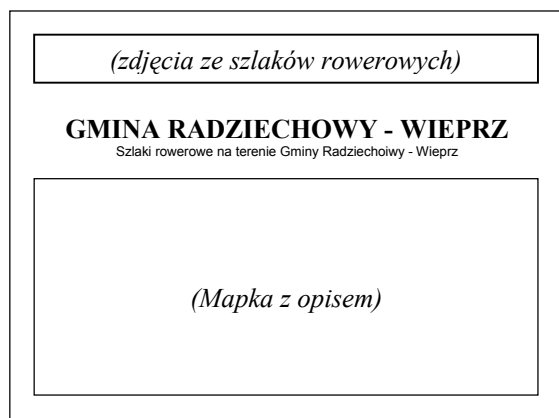 (zdjęcia ze szlaków rowerowych)
GMINA RADZIECHOWY - WIEPRZ
Szlaki rowerowe na terenie Gminy Radziechoiwy - Wieprz
(Mapka z opisem)